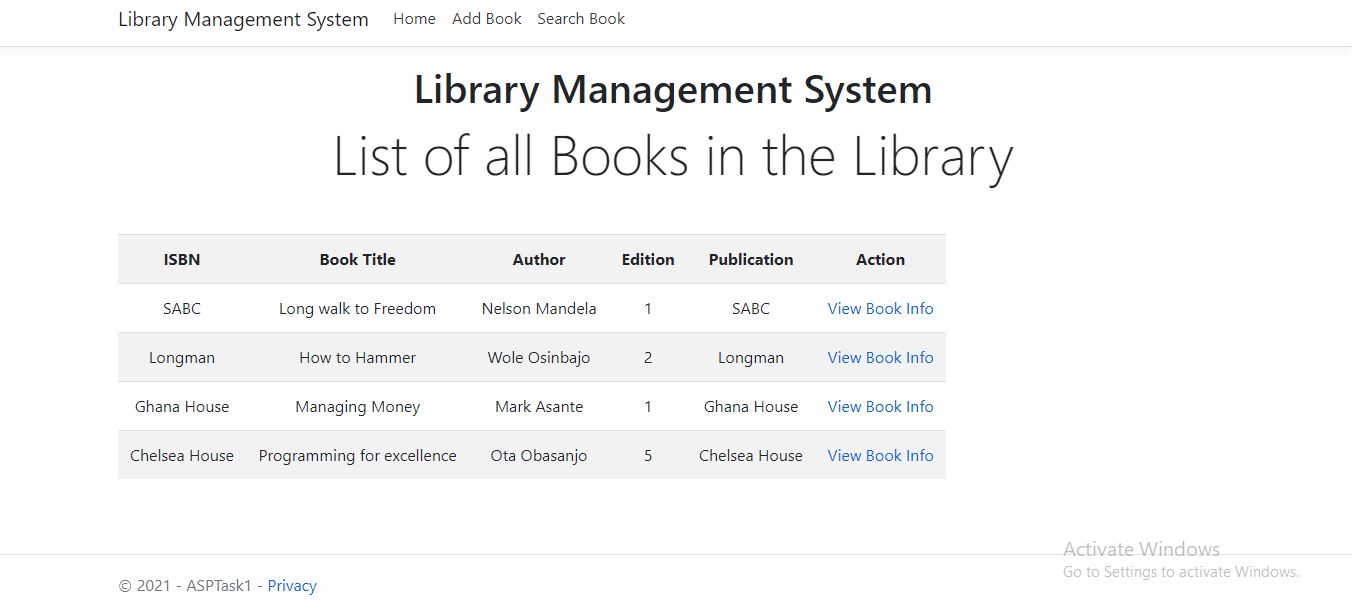 Library Management System Home Add Book Search Book
Library Management System
List of all Books in the Library
ISBN Book Title Author Edition Publication Action
SABC Long walk to Freedom Nelson Mandela 1 SABC View Book Info
Longman How to Hammer Wole Osinbajo 2 Longman View Book Info
Ghana House Managing Money Mark Asante 1 Ghana House View Book Info
Chelsea House Programming for excellence Ota Obasanjo 5 Chelsea House View Book Info
Activate Windows
Go to Settings to activate Windows.
© 2021 - ASPTask1 - Privacy